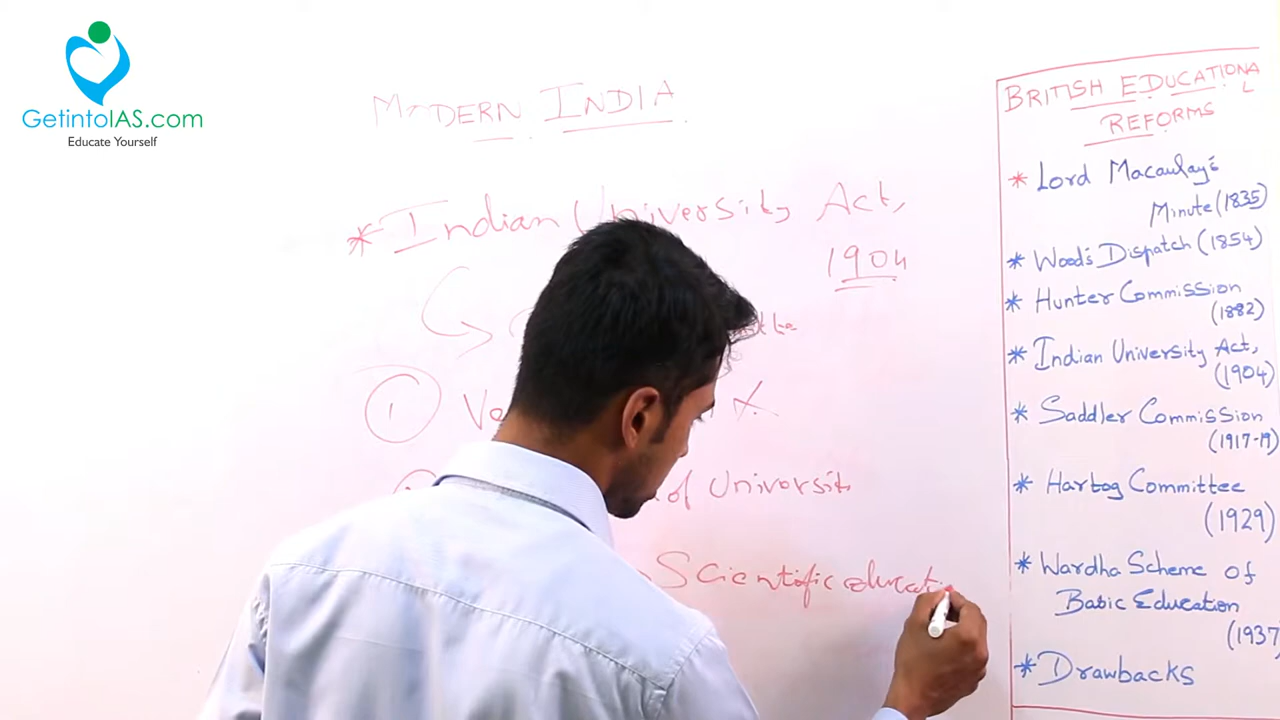 GetintoIAS.com
Educate Yourself
MODERN INDIA
* Indian University Act,
1904
1
of Universit
Scientific educati
BRITISH EDUCATIONAL
REFORMS
* Lord Macaulay's
Minute (1835)
* Wood's Dispatch (1854)
* Hunter Commission
(1882)
* Indian University Act,
(1904)
* Saddler Commission
(1917-19)
* Hartog Committee
(1929)
* Wardha Scheme of
Basic Education
(1937
* Drawbacks